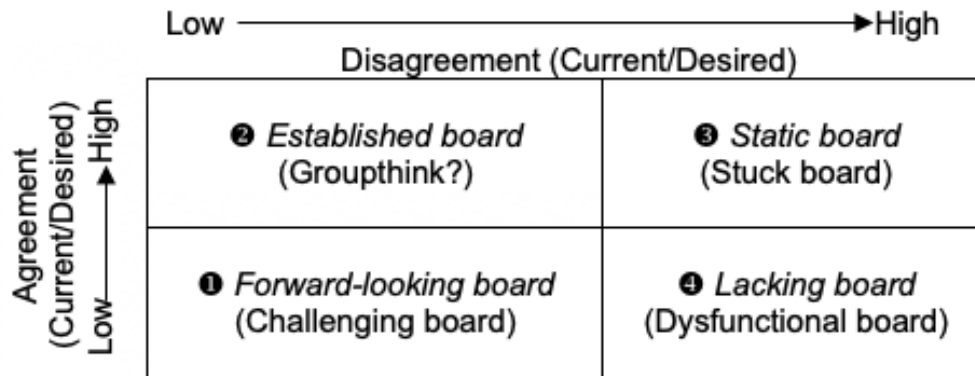 Low High
Disagreement (Current/Desired)
Agreement
(Current/Desired)
Low High
❷ Established board
(Groupthink?)
❸ Static board
(Stuck board)
❶ Forward-looking board
(Challenging board)
❹ Lacking board
(Dysfunctional board)